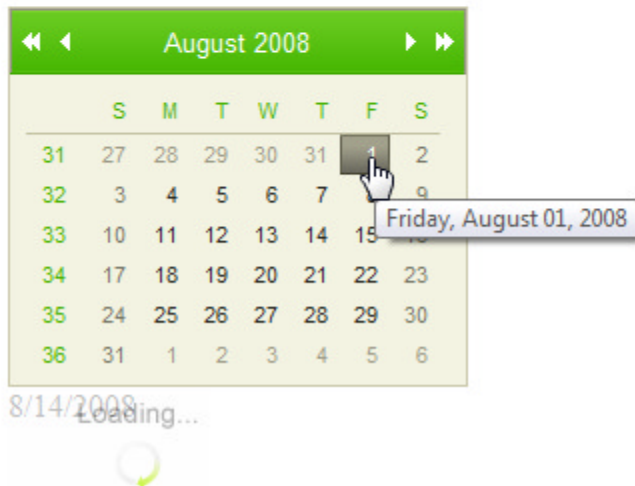 August 2008
S M T W T F S
31 27 28 29 30 31 1 2
32 3 4 5 6 7 9
Friday, August 01, 2008
33 10 11 12 13 14 15
34 17 18 19 20 21 22 23
35 24 25 26 27 28 29 30
36 31 1 2 3 4 5 6
8/14/2008
Loading...